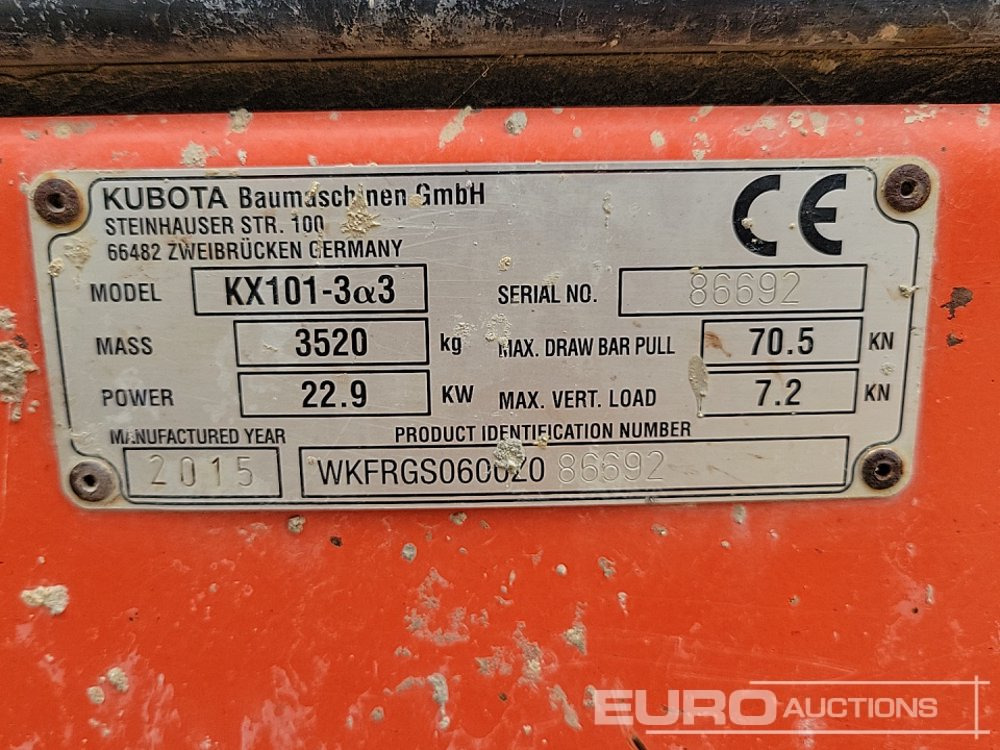 KUBOTA Baumaschinen GmbH
STEINHAUSER STR. 100
66482 ZWEIBRÜCKEN GERMANY
CE
MODEL KX101-3α3 SERIAL NO. 86692
MASS 3520 kg MAX. DRAW BAR PULL 70.5 KN
POWER 22.9 KW MAX. VERT. LOAD 7.2 KN
MANUFACTURED YEAR PRODUCT IDENTIFICATION NUMBER
2015 WKFRGS0600Z086692
EURO AUCTIONS